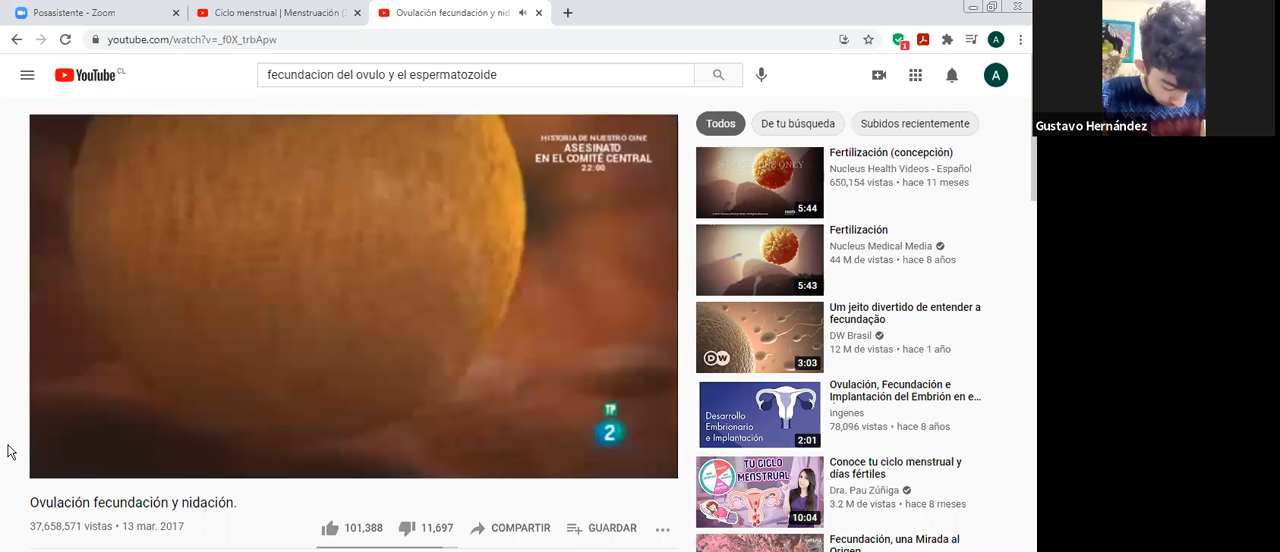 Posasistente - Zoom
Ciclo menstrual | Menstruación (
Ovulación fecundación y nid
youtube.com/watch?v=_f0X_trbApw
1
A
YouTube CL
fecundacion del ovulo y el espermatozoide
A
Gustavo Hernández
HISTORIA DE NUESTRO CINE
ASESINATO
EN EL COMITÉ CENTRAL
22:00
TP
2
Ovulación fecundación y nidación.
37,658,571 vistas • 13 mar. 2017
101,388
11,697
COMPARTIR
GUARDAR
Todos
De tu búsqueda
Subidos recientemente
5:44
Fertilización (concepción)
Nucleus Health Videos - Español
650,154 vistas • hace 11 meses
5:43
Fertilización
Nucleus Medical Media
44 M de vistas • hace 8 años
DW
3:03
Um jeito divertido de entender a
fecundação
DW Brasil
12 M de vistas • hace 1 año
Desarrollo
Embrionario
e Implantación
2:01
Ovulación, Fecundación e
Implantación del Embrión en e...
ingenes
78,096 vistas • hace 8 años
TU CICLO
MENSTRUAL
10:04
Conoce tu ciclo menstrual y
días fértiles
Dra. Pau Zúñiga
3.2 M de vistas • hace 8 meses
Fecundación, una Mirada al
Origen